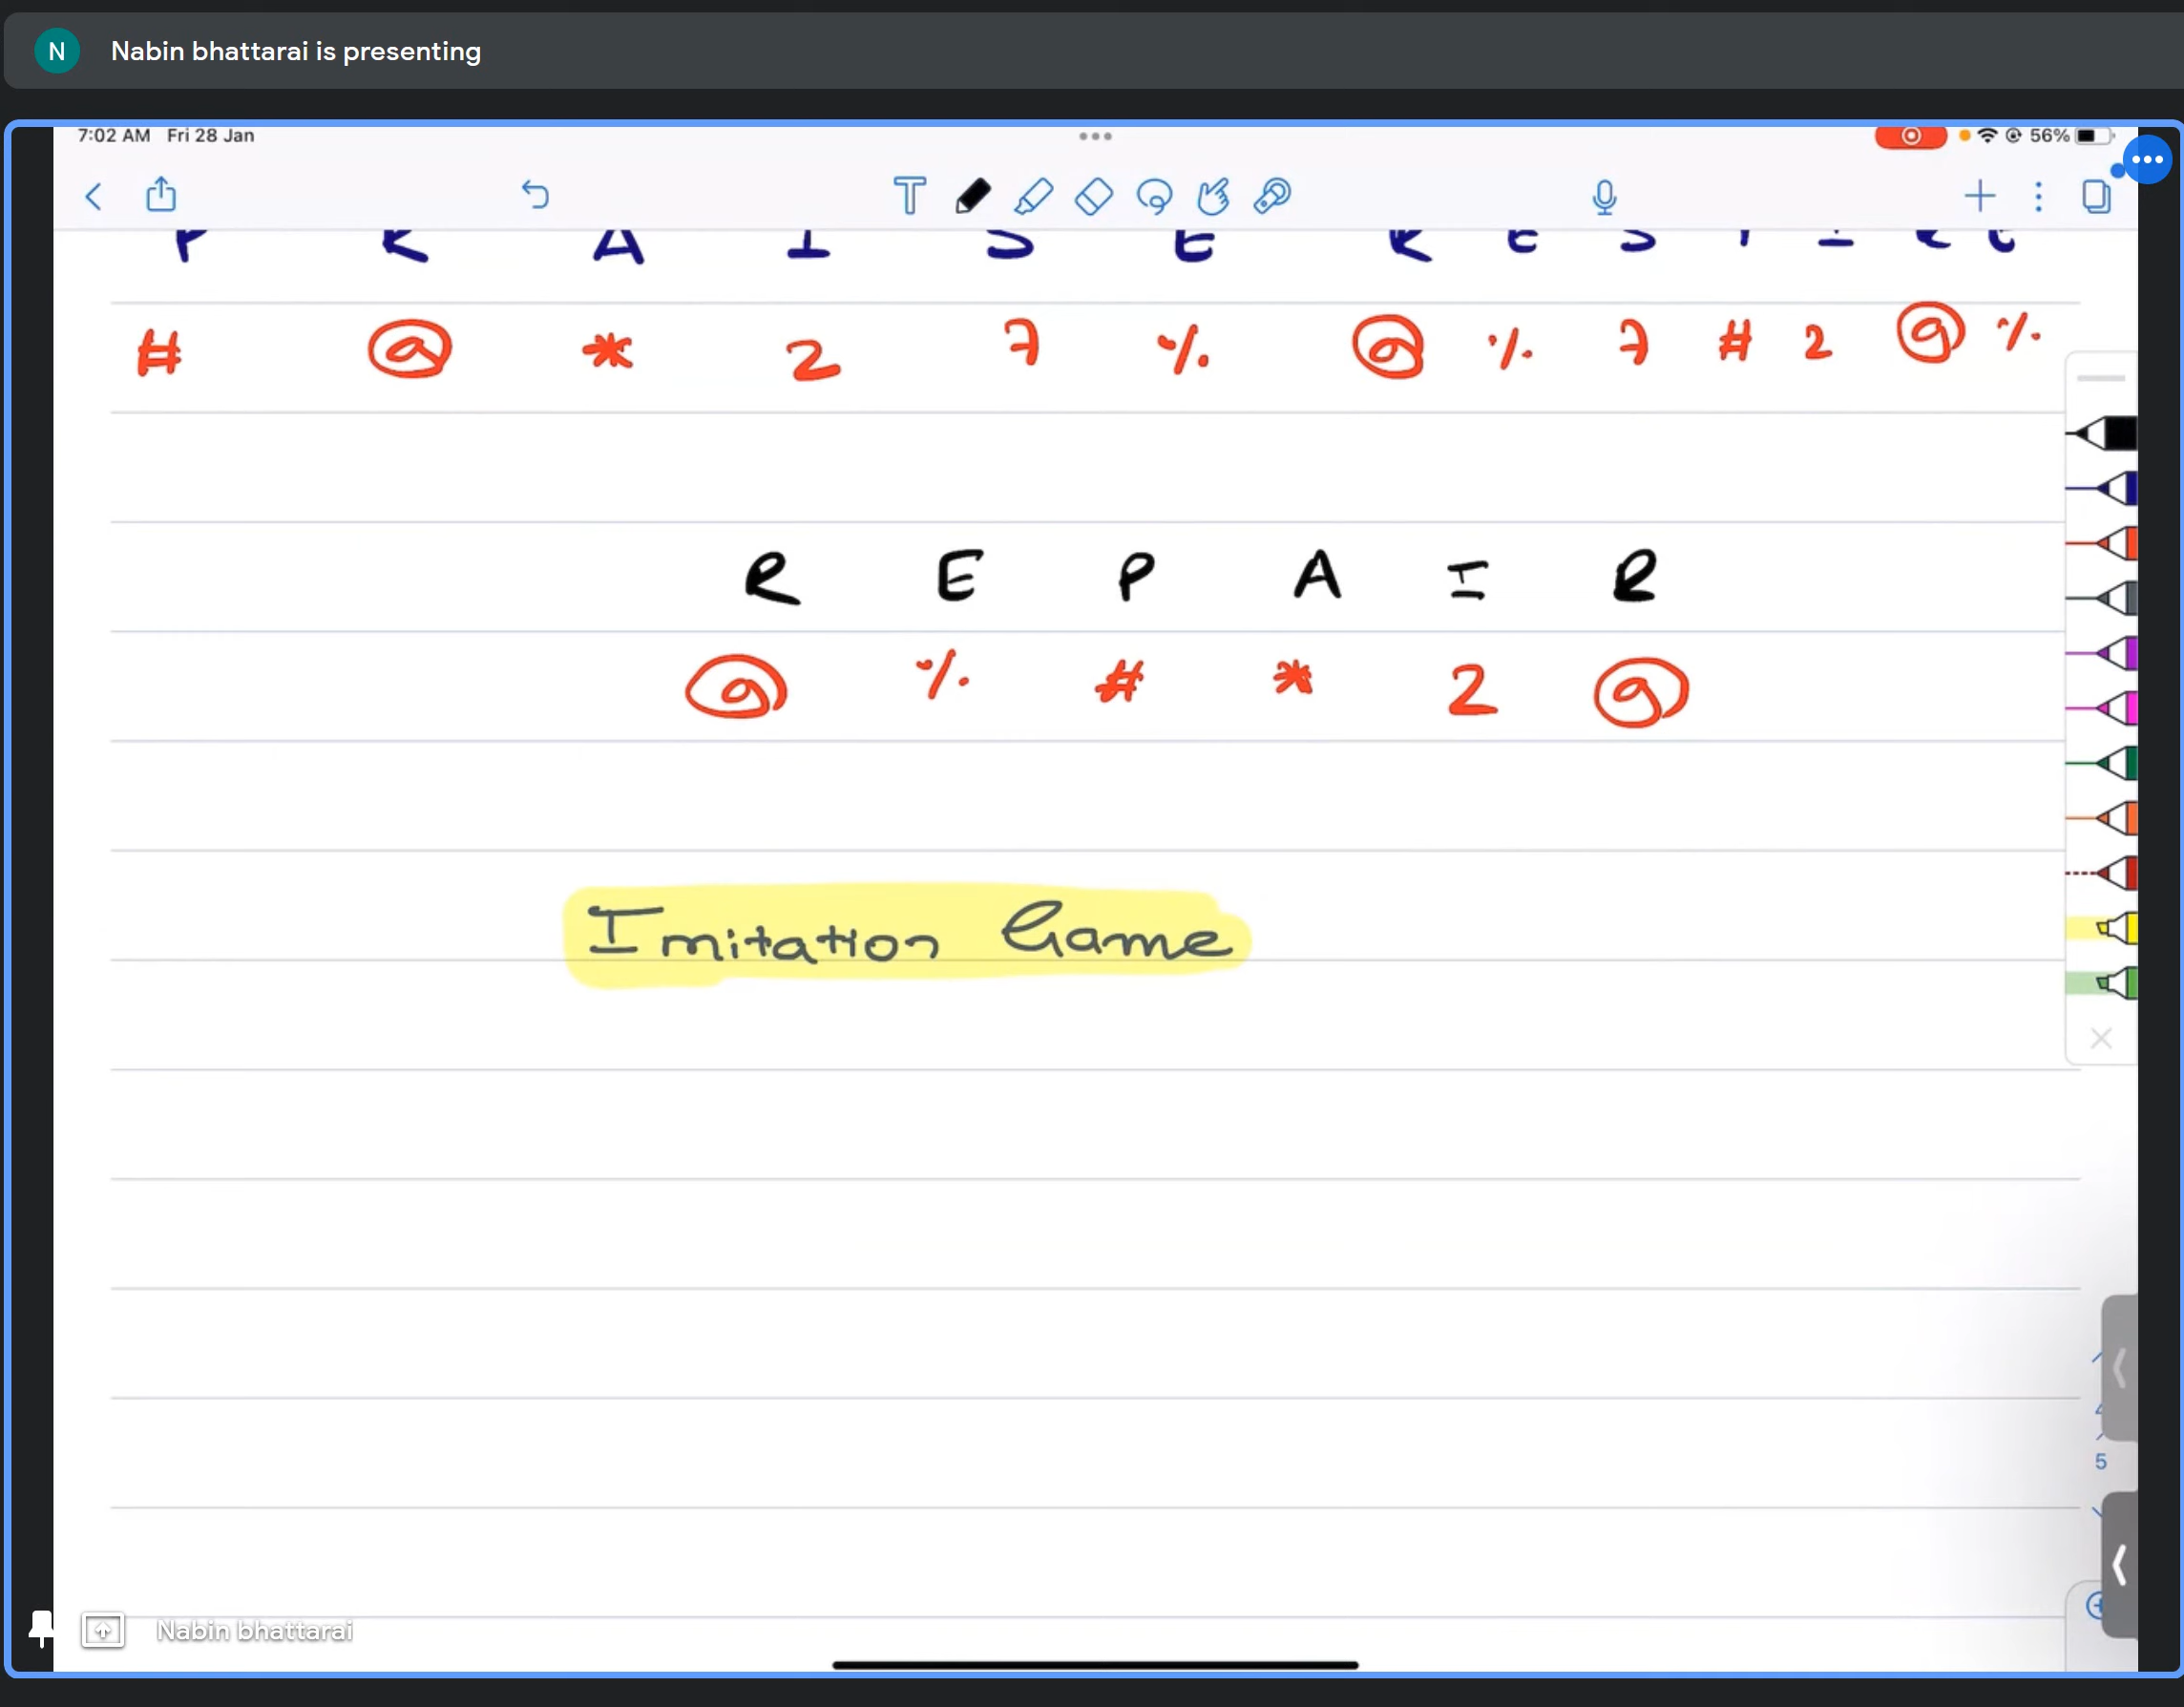 N Nabin bhattarai is presenting
7:02 AM Fri 28 Jan 56%
P R A I S E R E S
# @ * 2 7 % @ % 7 # 2 @ %
R E P A I R
@ % # * 2 @
Imitation Game
5
Nabin bhattarai